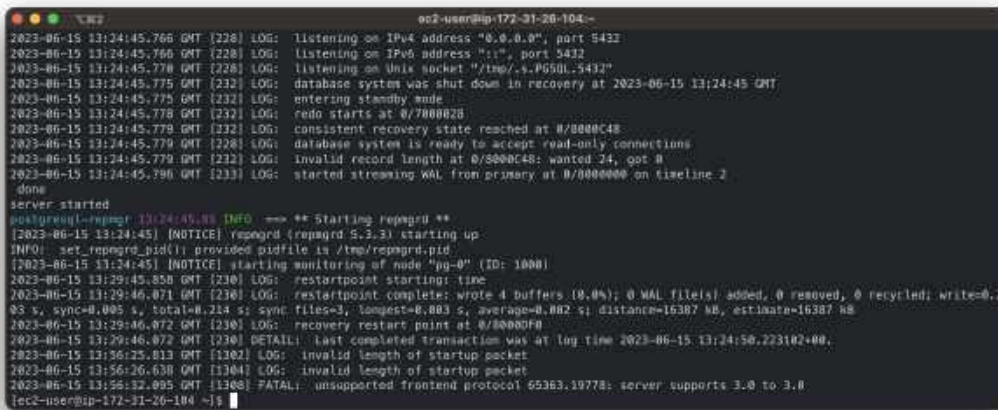 ⌥⌘2
ec2-user@ip-172-31-26-104:~
2023-06-15 13:24:45.766 GMT [228] LOG:  listening on IPv4 address "0.0.0.0", port 5432
2023-06-15 13:24:45.766 GMT [228] LOG:  listening on IPv6 address "::", port 5432
2023-06-15 13:24:45.770 GMT [228] LOG:  listening on Unix socket "/tmp/.s.PGSQL.5432"
2023-06-15 13:24:45.775 GMT [232] LOG:  database system was shut down in recovery at 2023-06-15 13:24:45 GMT
2023-06-15 13:24:45.775 GMT [232] LOG:  entering standby mode
2023-06-15 13:24:45.778 GMT [232] LOG:  redo starts at 0/7000028
2023-06-15 13:24:45.779 GMT [232] LOG:  consistent recovery state reached at 0/8000C48
2023-06-15 13:24:45.779 GMT [228] LOG:  database system is ready to accept read-only connections
2023-06-15 13:24:45.779 GMT [232] LOG:  invalid record length at 0/8000C48: wanted 24, got 0
2023-06-15 13:24:45.796 GMT [233] LOG:  started streaming WAL from primary at 0/8000000 on timeline 2
 done
server started
postgresql-repmgr 13:24:45.85 INFO  ==> ** Starting repmgrd **
[2023-06-15 13:24:45] [NOTICE] repmgrd (repmgrd 5.3.3) starting up
INFO:  set_repmgrd_pid(): provided pidfile is /tmp/repmgrd.pid
[2023-06-15 13:24:45] [NOTICE] starting monitoring of node "pg-0" (ID: 1000)
2023-06-15 13:29:45.858 GMT [230] LOG:  restartpoint starting: time
2023-06-15 13:29:46.071 GMT [230] LOG:  restartpoint complete: wrote 4 buffers (0.0%); 0 WAL file(s) added, 0 removed, 0 recycled; write=0.
03 s, sync=0.005 s, total=0.214 s; sync files=3, longest=0.003 s, average=0.002 s; distance=16387 kB, estimate=16387 kB
2023-06-15 13:29:46.072 GMT [230] LOG:  recovery restart point at 0/8000DF0
2023-06-15 13:29:46.072 GMT [230] DETAIL:  Last completed transaction was at log time 2023-06-15 13:24:50.223102+00.
2023-06-15 13:56:25.813 GMT [1302] LOG:  invalid length of startup packet
2023-06-15 13:56:26.638 GMT [1304] LOG:  invalid length of startup packet
2023-06-15 13:56:32.095 GMT [1308] FATAL:  unsupported frontend protocol 65363.19778: server supports 3.0 to 3.0
[ec2-user@ip-172-31-26-104 ~]$